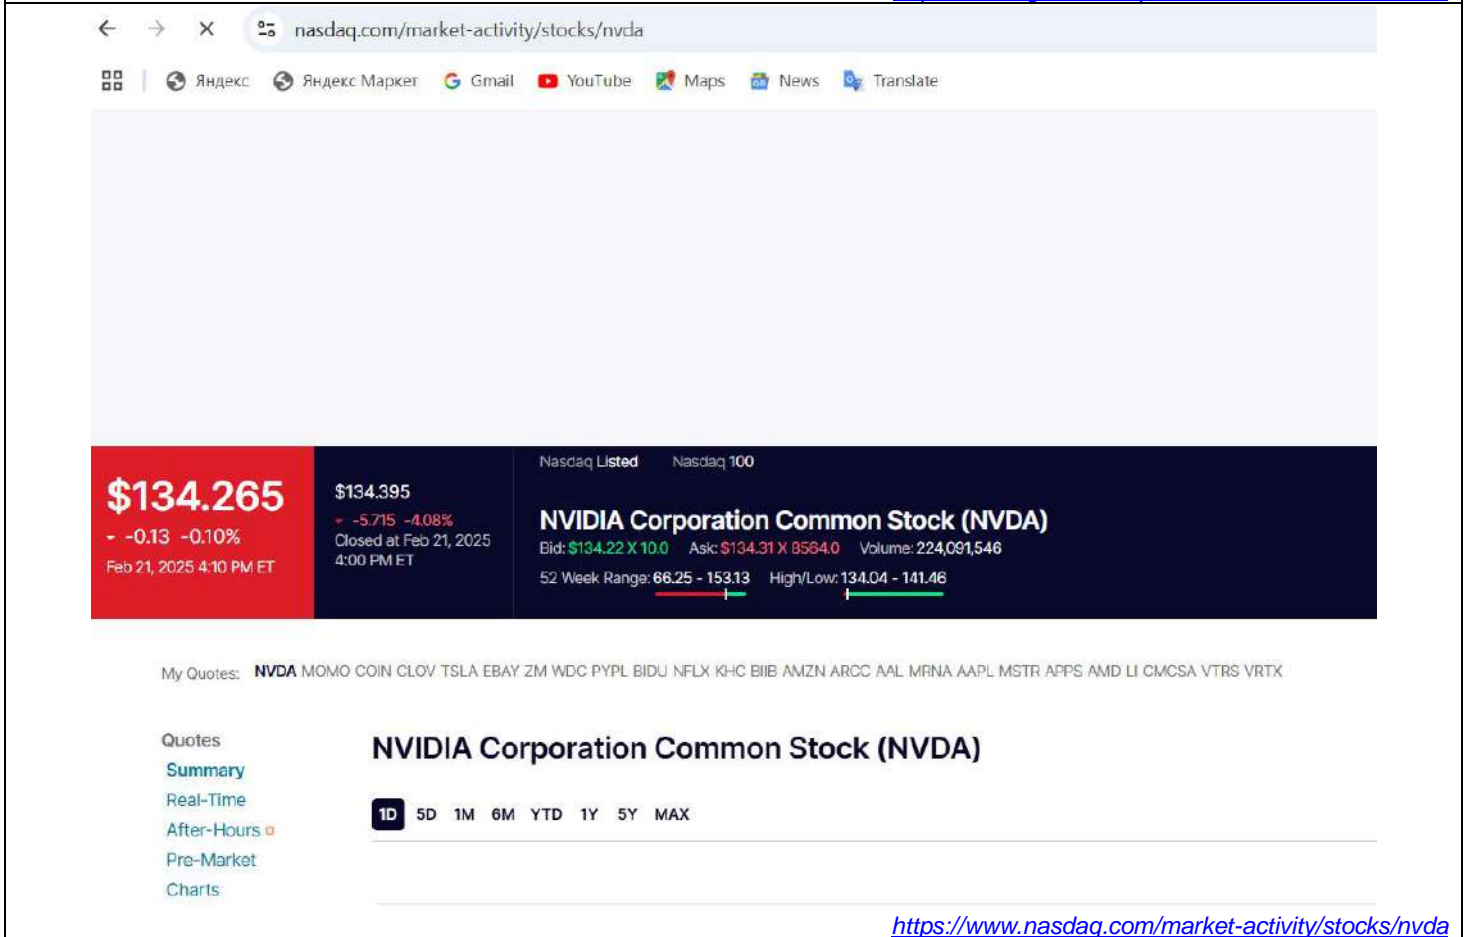 nasdaq.com/market-activity/stocks/nvda
Яндекс Яндекс Маркет Gmail YouTube Maps News Translate
Nasdaq Listed Nasdaq 100
$134.265
-0.13 -0.10%
Feb 21, 2025 4:10 PM ET
$134.395
-5.715 -4.08%
Closed at Feb 21, 2025
4:00 PM ET
NVIDIA Corporation Common Stock (NVDA)
Bid: $134.22 X 10.0 Ask: $134.31 X 8564.0 Volume: 224,091,546
52 Week Range: 66.25 - 153.13 High/Low: 134.04 - 141.46
My Quotes: NVDA MOMO COIN CLOV TSLA EBAY ZM WDC PYPL BIDU NFLX KHC BIIB AMZN ARCC AAL MRNA AAPL MSTR APPS AMD LI CMCSA VTRS VRTX
Quotes
Summary
Real-Time
After-Hours
Pre-Market
Charts
NVIDIA Corporation Common Stock (NVDA)
1D 5D 1M 6M YTD 1Y 5Y MAX
https://www.nasdaq.com/market-activity/stocks/nvda